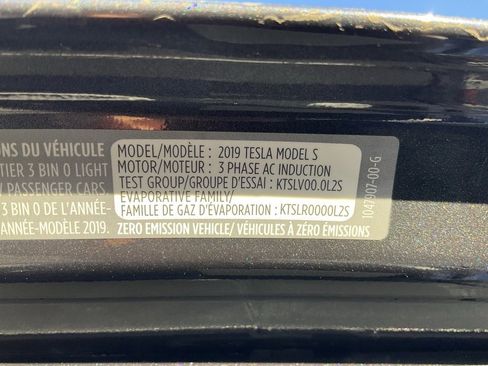 NS DU VÉHICULE
TIER 3 BIN 0 LIGHT
PASSENGER CARS
3 BIN 0 DE L'ANNÉE-
ANNÉE-MODÈLE 2019.
MODEL/MODÈLE : 2019 TESLA MODEL S
MOTOR/MOTEUR : 3 PHASE AC INDUCTION
TEST GROUP/GROUPE D'ESSAI : KTSLV00.0L2S
EVAPORATIVE FAMILY/
FAMILLE DE GAZ D'ÉVAPORATION : KTSLR0000L2S
ZERO EMISSION VEHICLE/ VÉHICULES À ZÉRO ÉMISSIONS
1047907-00-G